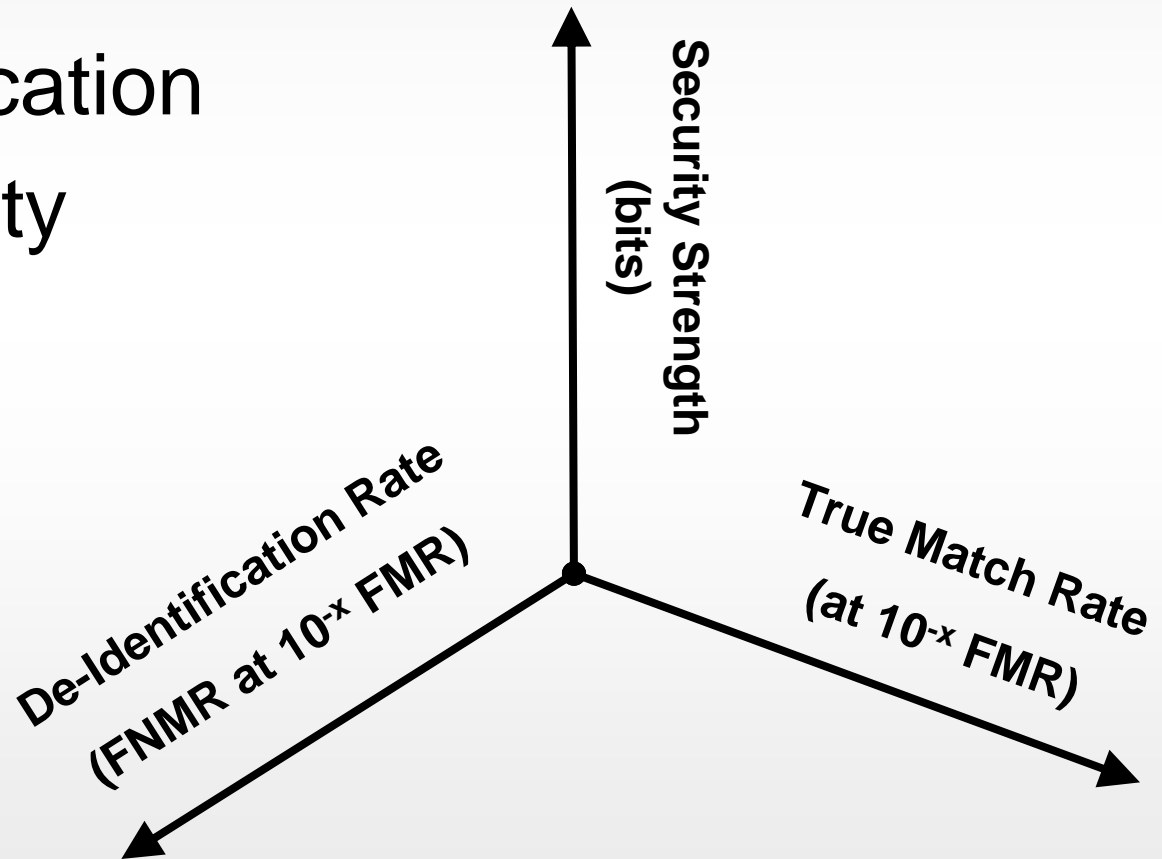 cation
ty
Security Strength
(bits)
De-Identification Rate
(FNMR at 10-x FMR)
True Match Rate
(at 10-x FMR)